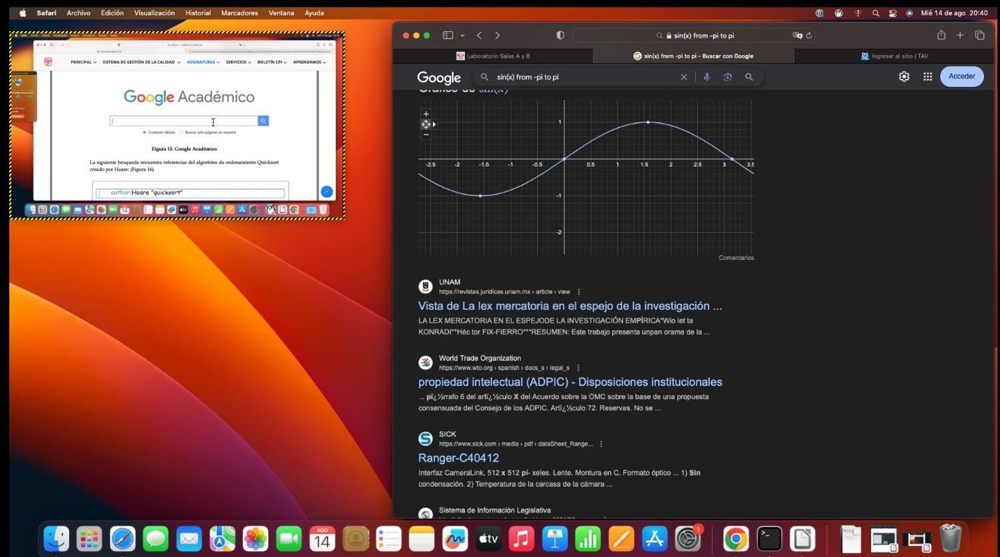 Safari Archivo Edición Visualización Historial Marcadores Ventana Ayuda
Mié 14 de ago 20:40
PRINCIPAL SISTEMA DE GESTIÓN DE LA CALIDAD ASIGNATURAS SERVICIOS BOLETÍN CPI APRENDAMOS
Google Académico
Cualquier idioma Buscar sólo páginas en español
Figura 15. Google Académico
La siguiente búsqueda encuentra referencias del algoritmo de ordenamiento Quicksort
creado por Hoare: (Figura 16)
author:Hoare "quicksort"
sin(x) from -pi to pi
Laboratorio Salas A y B
sin(x) from -pi to pi - Buscar con Google
Ingresar al sitio | TAV
Google
sin(x) from -pi to pi
Acceder
Gráfico de sin(x)
+
−
1
-2.5 -2 -1.5 -1 -0.5 0.5 1 1.5 2 2.5 3 3.5
-1
-2
Comentarios
UNAM
https://revistas.juridicas.unam.mx › article › view
Vista de La lex mercatoria en el espejo de la investigación ...
LA LEX MERCATORIA EN EL ESPEJODE LA INVESTIGACIÓN EMPÍRICA*Wio let ta
KONRADI**Héc tor FIX-FIERRO***RESUMEN: Este trabajo presenta unpan orama de la ...
World Trade Organization
https://www.wto.org › spanish › docs_s › legal_s
propiedad intelectual (ADPIC) - Disposiciones institucionales
... pï¿½rrafo 6 del artï¿½culo X del Acuerdo sobre la OMC sobre la base de una propuesta
consensuada del Consejo de los ADPIC. Artï¿½culo 72. Reservas. No se ...
SICK
https://www.sick.com › media › pdf › dataSheet_Range...
Ranger-C40412
Interfaz CameraLink, 512 x 512 pí- xeles. Lente. Montura en C. Formato óptico ... 1) Sin
condensación. 2) Temperatura de la carcasa de la cámara ...
Sistema de Información Legislativa
AGO
14
tv
1